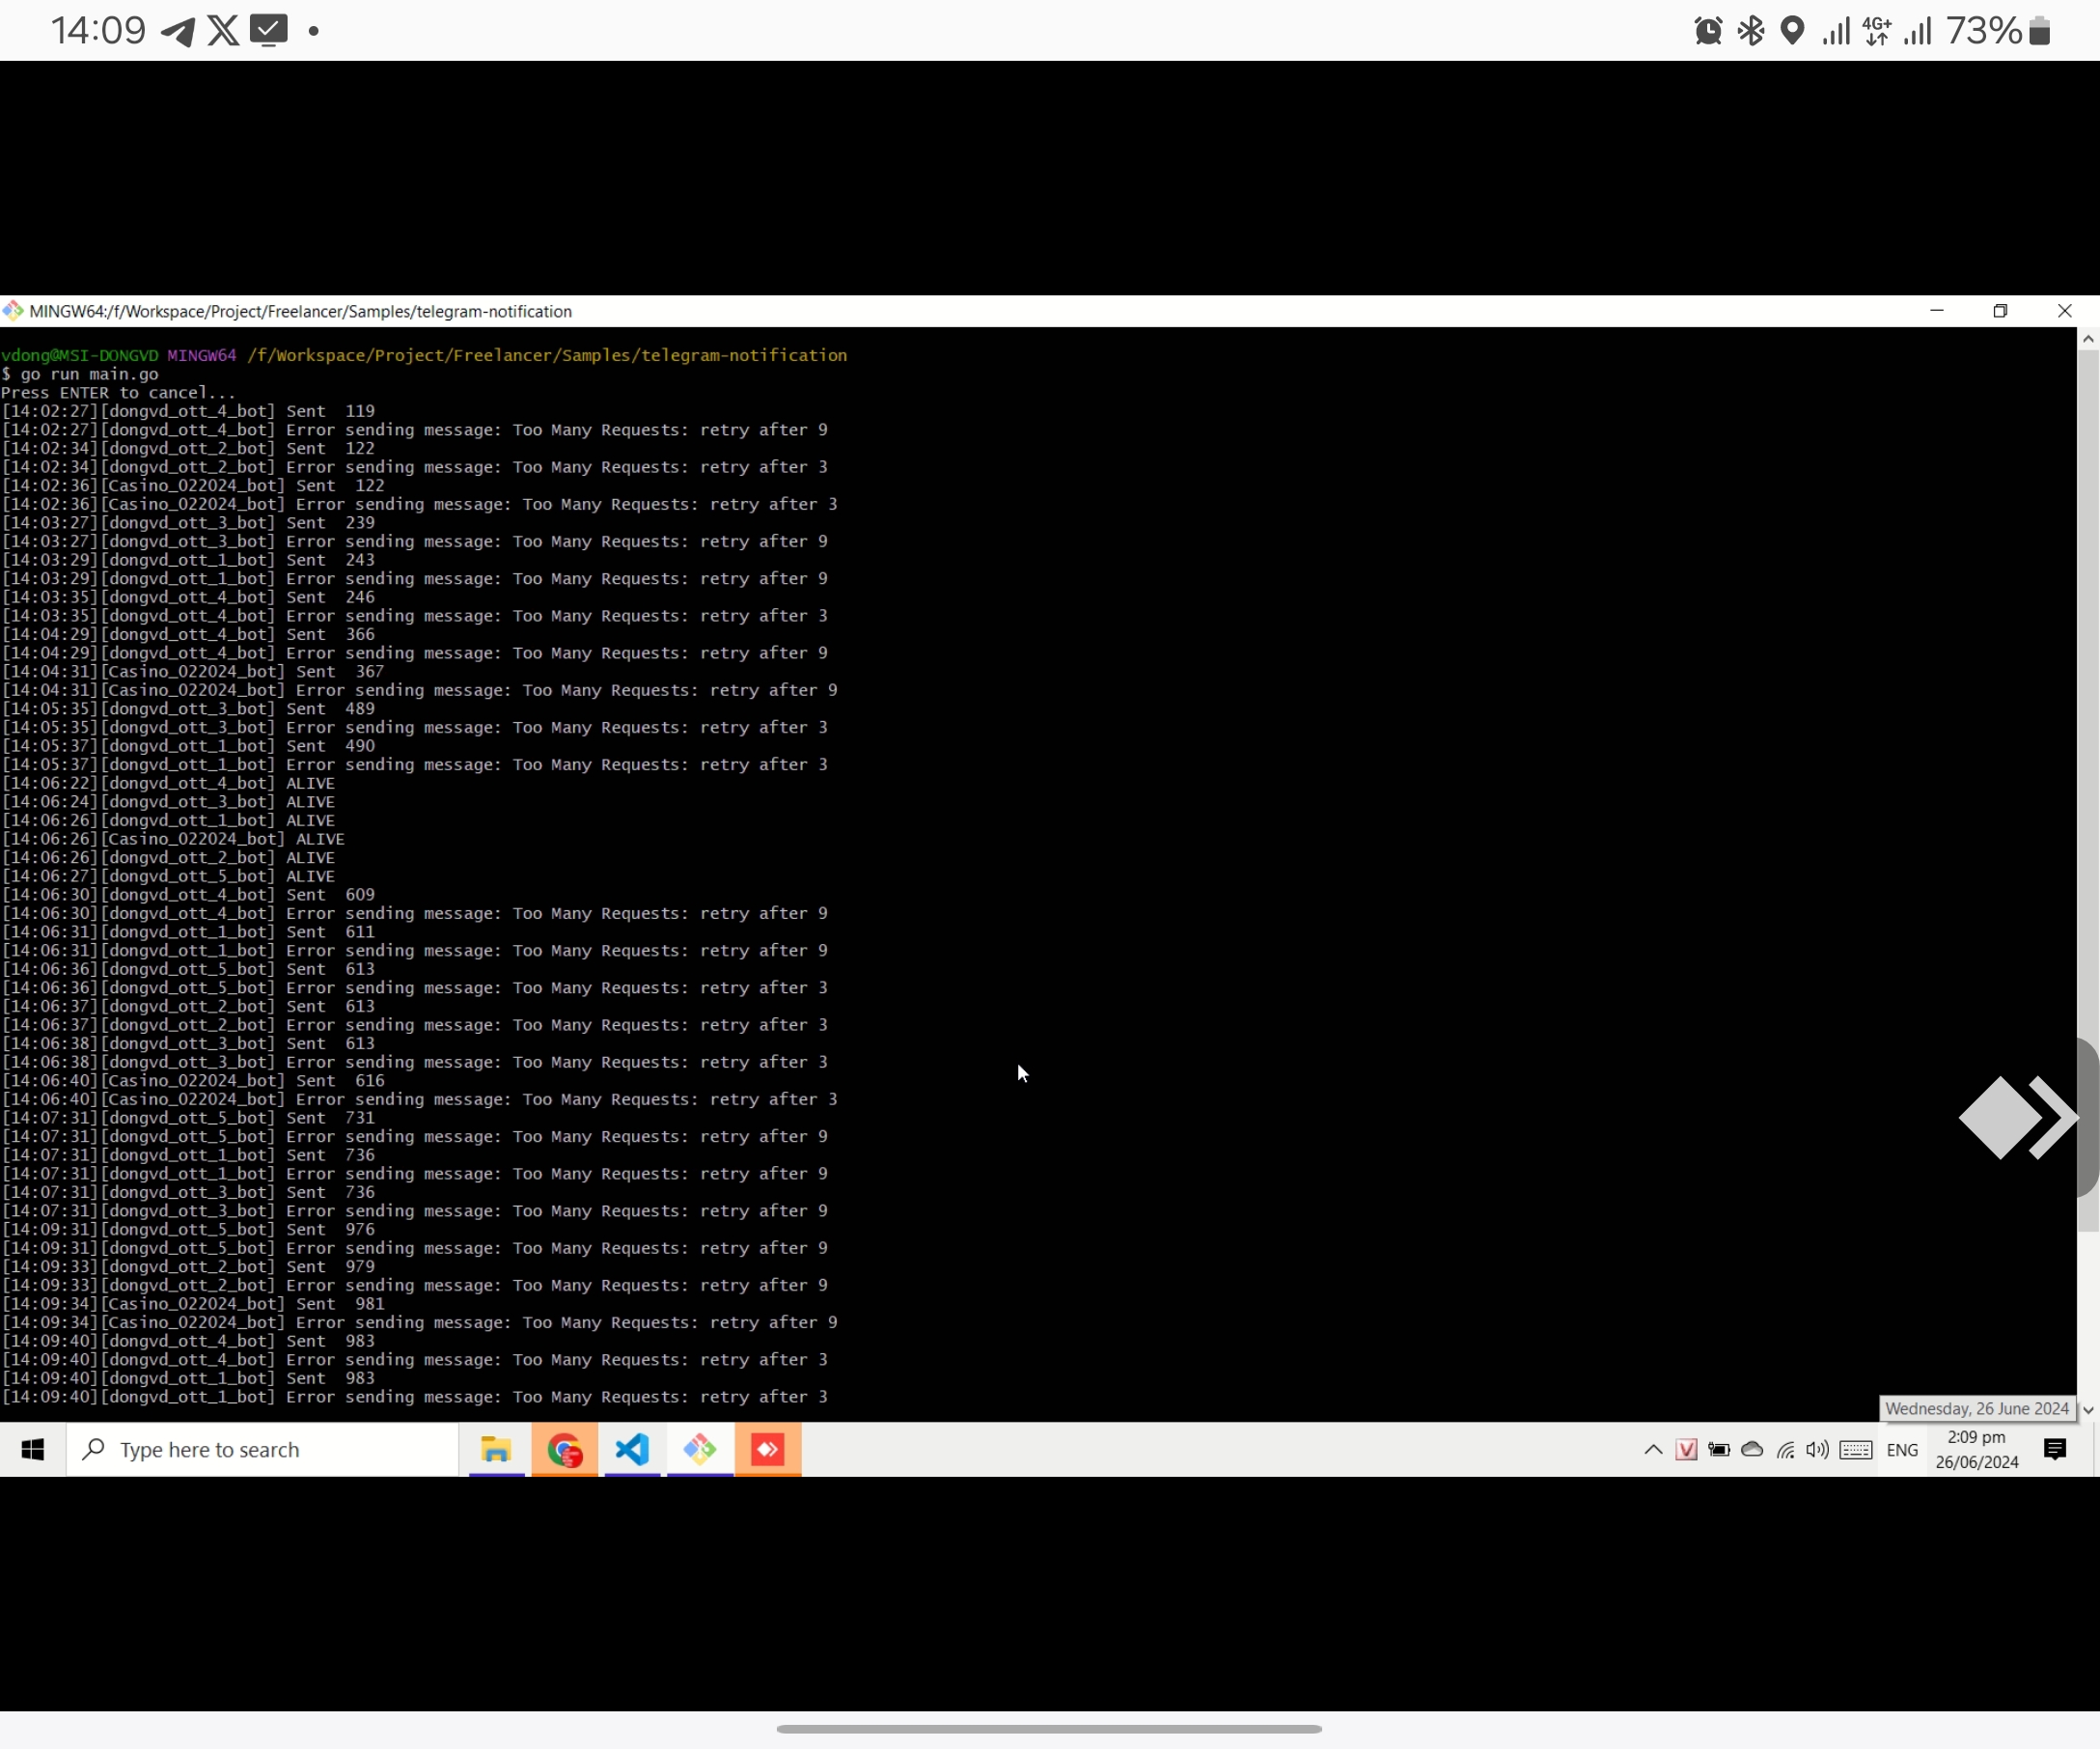 14:09
4G+
73%
MINGW64:/f/Workspace/Project/Freelancer/Samples/telegram-notification
vdong@MSI-DONGVD MINGW64 /f/Workspace/Project/Freelancer/Samples/telegram-notification
$ go run main.go
Press ENTER to cancel...
[14:02:27][dongvd_ott_4_bot] Sent  119
[14:02:27][dongvd_ott_4_bot] Error sending message: Too Many Requests: retry after 9
[14:02:34][dongvd_ott_2_bot] Sent  122
[14:02:34][dongvd_ott_2_bot] Error sending message: Too Many Requests: retry after 3
[14:02:36][Casino_022024_bot] Sent  122
[14:02:36][Casino_022024_bot] Error sending message: Too Many Requests: retry after 3
[14:03:27][dongvd_ott_3_bot] Sent  239
[14:03:27][dongvd_ott_3_bot] Error sending message: Too Many Requests: retry after 9
[14:03:29][dongvd_ott_1_bot] Sent  243
[14:03:29][dongvd_ott_1_bot] Error sending message: Too Many Requests: retry after 9
[14:03:35][dongvd_ott_4_bot] Sent  246
[14:03:35][dongvd_ott_4_bot] Error sending message: Too Many Requests: retry after 3
[14:04:29][dongvd_ott_4_bot] Sent  366
[14:04:29][dongvd_ott_4_bot] Error sending message: Too Many Requests: retry after 9
[14:04:31][Casino_022024_bot] Sent  367
[14:04:31][Casino_022024_bot] Error sending message: Too Many Requests: retry after 9
[14:05:35][dongvd_ott_3_bot] Sent  489
[14:05:35][dongvd_ott_3_bot] Error sending message: Too Many Requests: retry after 3
[14:05:37][dongvd_ott_1_bot] Sent  490
[14:05:37][dongvd_ott_1_bot] Error sending message: Too Many Requests: retry after 3
[14:06:22][dongvd_ott_4_bot] ALIVE
[14:06:24][dongvd_ott_3_bot] ALIVE
[14:06:26][dongvd_ott_1_bot] ALIVE
[14:06:26][Casino_022024_bot] ALIVE
[14:06:26][dongvd_ott_2_bot] ALIVE
[14:06:27][dongvd_ott_5_bot] ALIVE
[14:06:30][dongvd_ott_4_bot] Sent  609
[14:06:30][dongvd_ott_4_bot] Error sending message: Too Many Requests: retry after 9
[14:06:31][dongvd_ott_1_bot] Sent  611
[14:06:31][dongvd_ott_1_bot] Error sending message: Too Many Requests: retry after 9
[14:06:36][dongvd_ott_5_bot] Sent  613
[14:06:36][dongvd_ott_5_bot] Error sending message: Too Many Requests: retry after 3
[14:06:37][dongvd_ott_2_bot] Sent  613
[14:06:37][dongvd_ott_2_bot] Error sending message: Too Many Requests: retry after 3
[14:06:38][dongvd_ott_3_bot] Sent  613
[14:06:38][dongvd_ott_3_bot] Error sending message: Too Many Requests: retry after 3
[14:06:40][Casino_022024_bot] Sent  616
[14:06:40][Casino_022024_bot] Error sending message: Too Many Requests: retry after 3
[14:07:31][dongvd_ott_5_bot] Sent  731
[14:07:31][dongvd_ott_5_bot] Error sending message: Too Many Requests: retry after 9
[14:07:31][dongvd_ott_1_bot] Sent  736
[14:07:31][dongvd_ott_1_bot] Error sending message: Too Many Requests: retry after 9
[14:07:31][dongvd_ott_3_bot] Sent  736
[14:07:31][dongvd_ott_3_bot] Error sending message: Too Many Requests: retry after 9
[14:09:31][dongvd_ott_5_bot] Sent  976
[14:09:31][dongvd_ott_5_bot] Error sending message: Too Many Requests: retry after 9
[14:09:33][dongvd_ott_2_bot] Sent  979
[14:09:33][dongvd_ott_2_bot] Error sending message: Too Many Requests: retry after 9
[14:09:34][Casino_022024_bot] Sent  981
[14:09:34][Casino_022024_bot] Error sending message: Too Many Requests: retry after 9
[14:09:40][dongvd_ott_4_bot] Sent  983
[14:09:40][dongvd_ott_4_bot] Error sending message: Too Many Requests: retry after 3
[14:09:40][dongvd_ott_1_bot] Sent  983
[14:09:40][dongvd_ott_1_bot] Error sending message: Too Many Requests: retry after 3
Wednesday, 26 June 2024
Type here to search
V
ENG
2:09 pm
26/06/2024